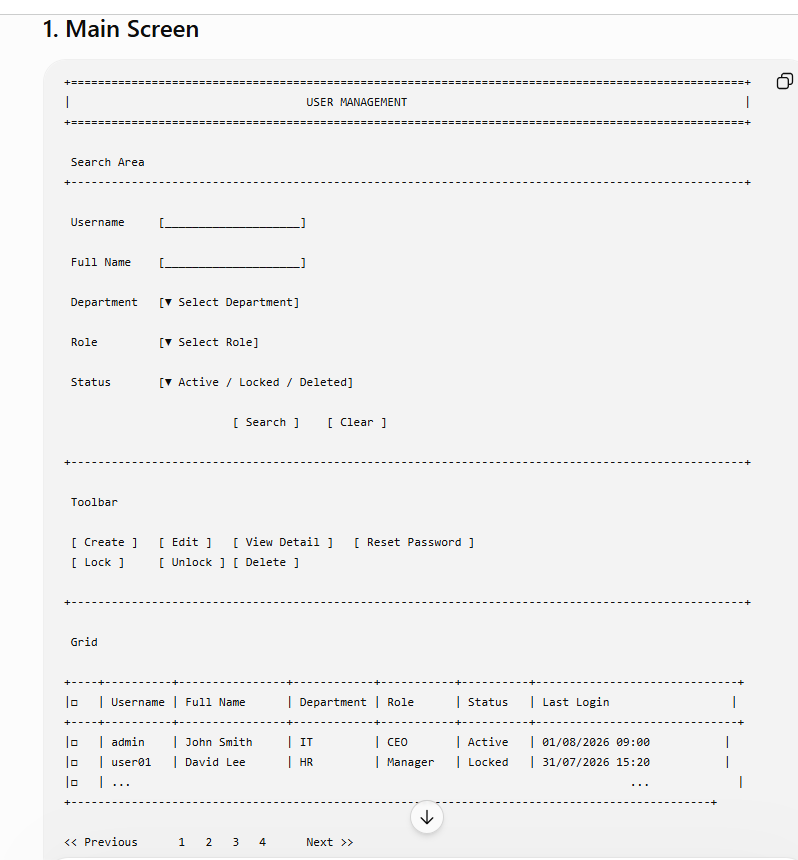 1. Main Screen
+====================================================================================================+
|                                   USER MANAGEMENT                                                  |
+====================================================================================================+
Search Area
+----------------------------------------------------------------------------------------------------+
Username     [____________________]
Full Name    [____________________]
Department   [▼ Select Department]
Role         [▼ Select Role]
Status       [▼ Active / Locked / Deleted]
[ Search ]    [ Clear ]
+----------------------------------------------------------------------------------------------------+
Toolbar
[ Create ]   [ Edit ]   [ View Detail ]   [ Reset Password ]
[ Lock ]     [ Unlock ] [ Delete ]
+----------------------------------------------------------------------------------------------------+
Grid
+----+----------+----------------+------------+-----------+----------+------------------------------+
|□   | Username | Full Name      | Department | Role      | Status   | Last Login                  |
+----+----------+----------------+------------+-----------+----------+------------------------------+
|□   | admin    | John Smith     | IT         | CEO       | Active   | 01/08/2026 09:00           |
|□   | user01   | David Lee      | HR         | Manager   | Locked   | 31/07/2026 15:20           |
|□   | ...                                                                          ...             |
+-----------------------------------------------------------------------------------------------+
<< Previous      1   2   3   4      Next >>